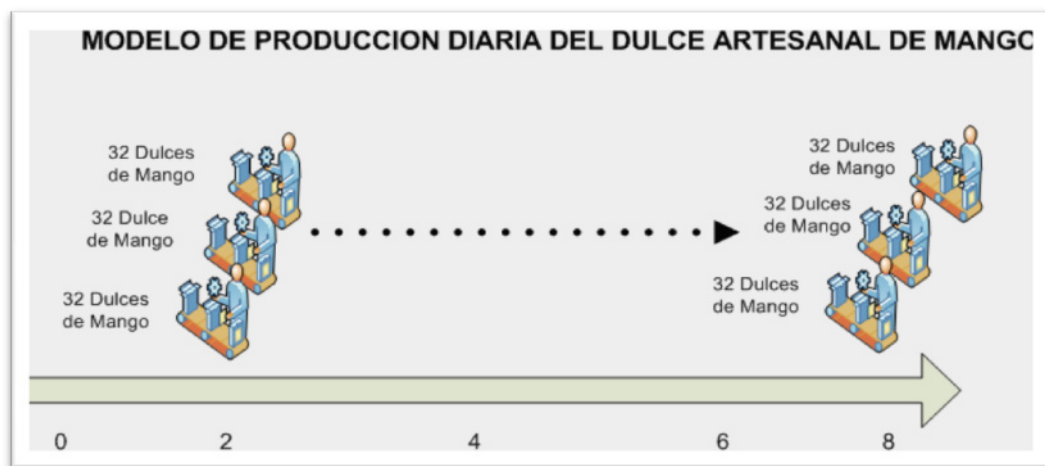 MODELO DE PRODUCCION DIARIA DEL DULCE ARTESANAL DE MANGO
32 Dulces
de Mango
32 Dulce
de Mango
32 Dulces
de Mango
32 Dulces
de Mango
32 Dulces
de Mango
32 Dulces
de Mango
0 2 4 6 8